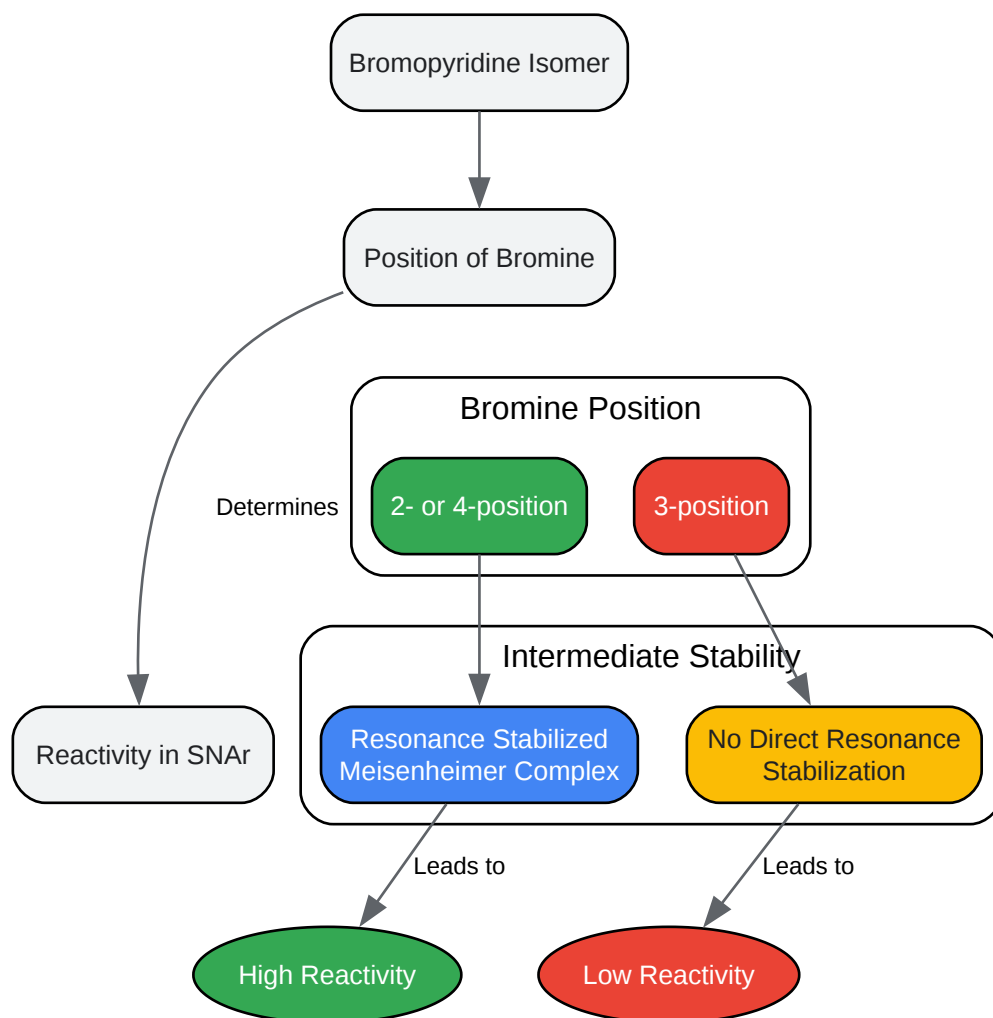 Bromopyridine Isomer
Position of Bromine
Bromine Position
Determines
2- or 4-position
3-position
Intermediate Stability
Reactivity in SNAr
Resonance Stabilized
Meisenheimer Complex
No Direct Resonance
Stabilization
Leads to
Leads to
High Reactivity
Low Reactivity